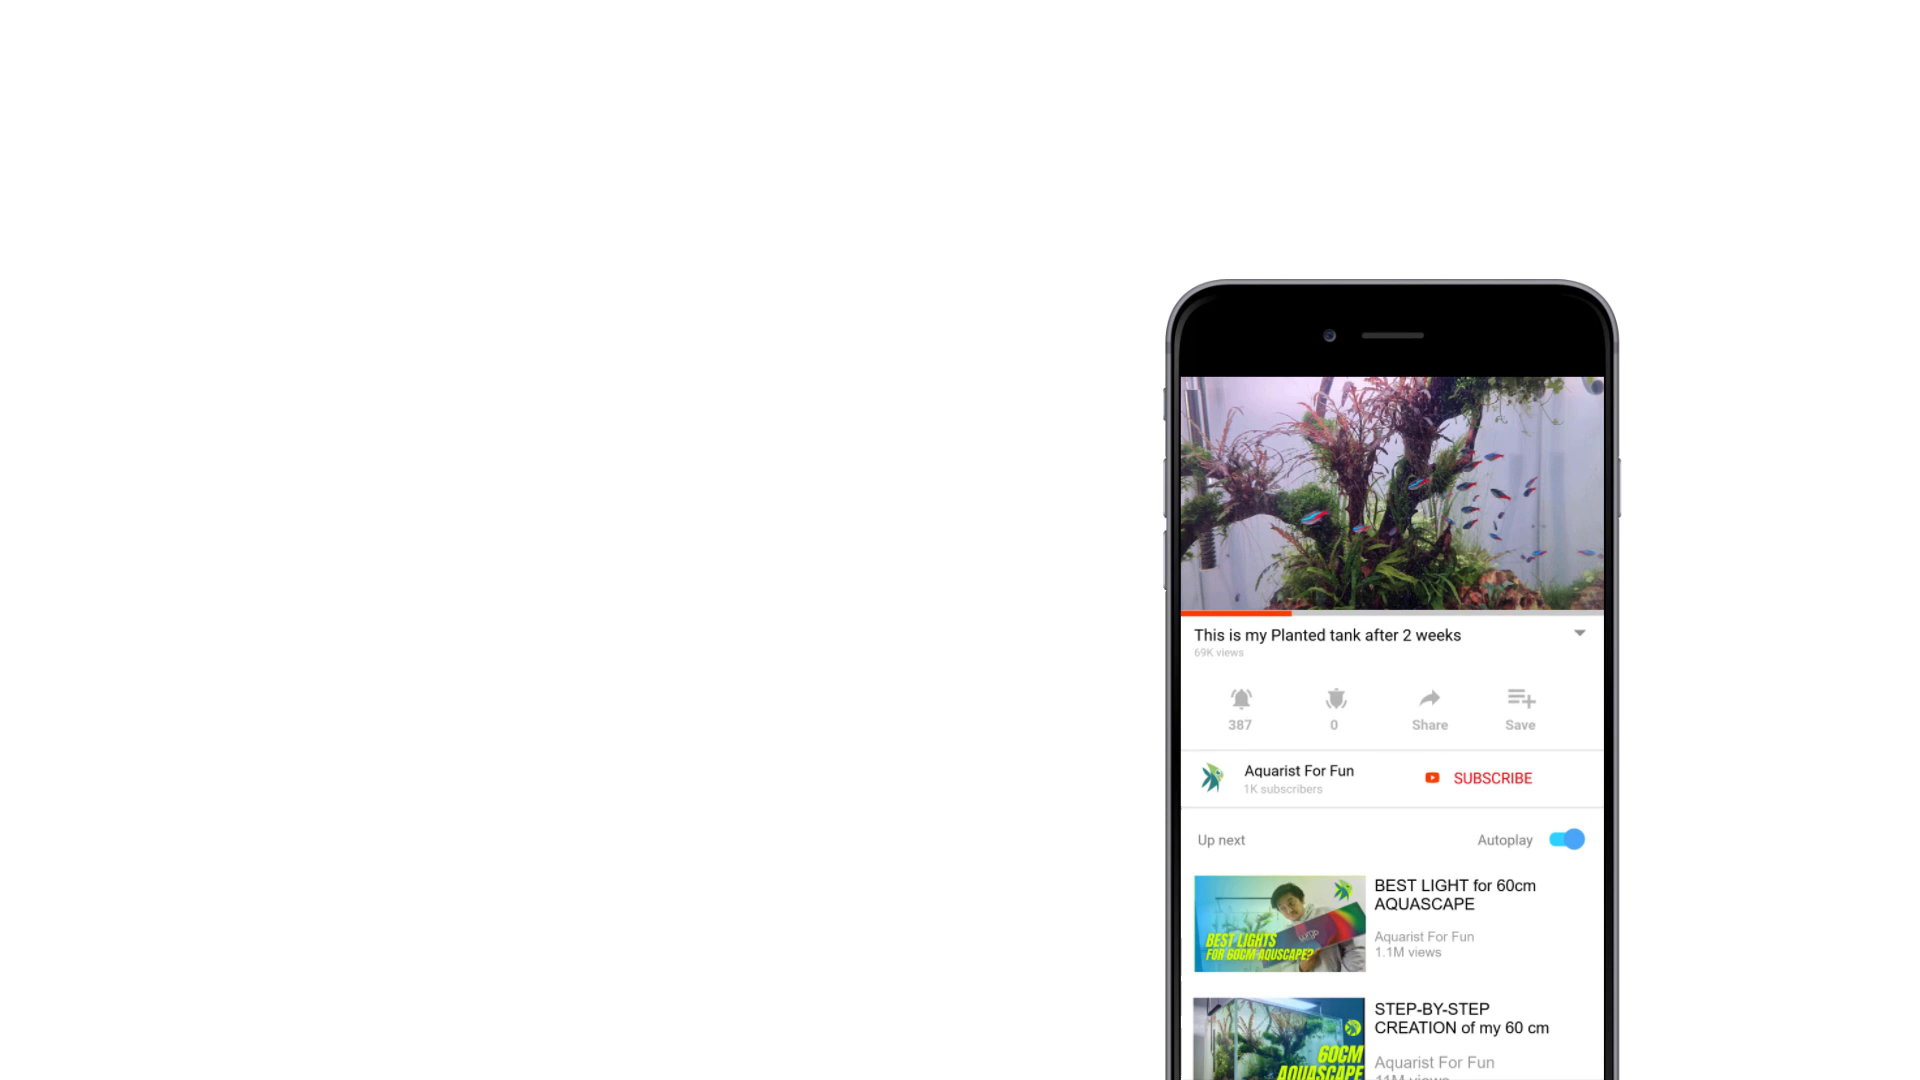 This is my Planted tank after 2 weeks
69K views
387
0
Share
Save
Aquarist For Fun
1K subscribers
SUBSCRIBE
Up next
Autoplay
BEST LIGHTS
FOR 60CM AQUSCAPE?
BEST LIGHT for 60cm
AQUASCAPE
Aquarist For Fun
1.1M views
60CM
AQUASCAPE
STEP-BY-STEP
CREATION of my 60 cm
Aquarist For Fun
11M views